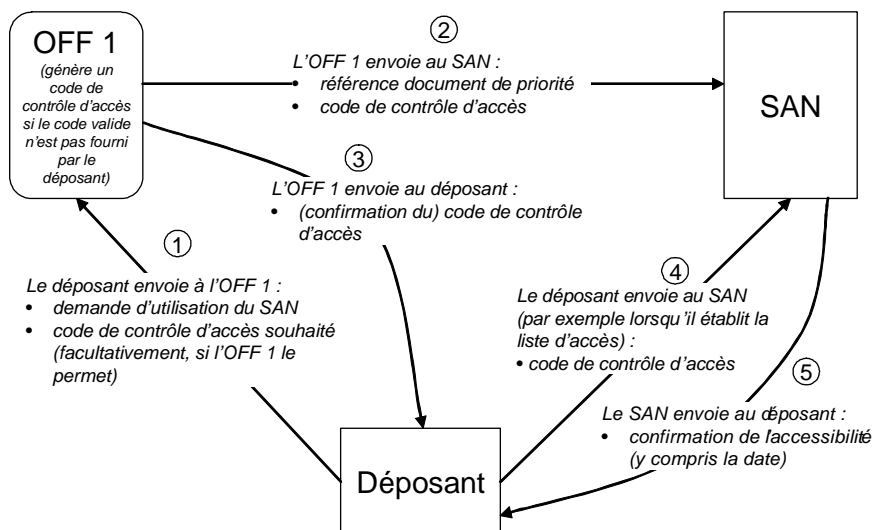 OFF 1
(génère un
code de
contrôle d'accès
si le code valide
n'est pas fourni
par le
déposant)
2
L'OFF 1 envoie au SAN :
• référence document de priorité
• code de contrôle d'accès
SAN
3
L'OFF 1 envoie au déposant :
• (confirmation du) code de contrôle
d'accès
1
Le déposant envoie à l'OFF 1 :
• demande d'utilisation du SAN
• code de contrôle d'accès souhaité
(facultativement, si l'OFF 1 le
permet)
4
Le déposant envoie au SAN
(par exemple lorsqu'il établit la
liste d'accès) :
• code de contrôle d'accès
5
Le SAN envoie au déposant :
• confirmation de l'accessibilité
(y compris la date)
Déposant